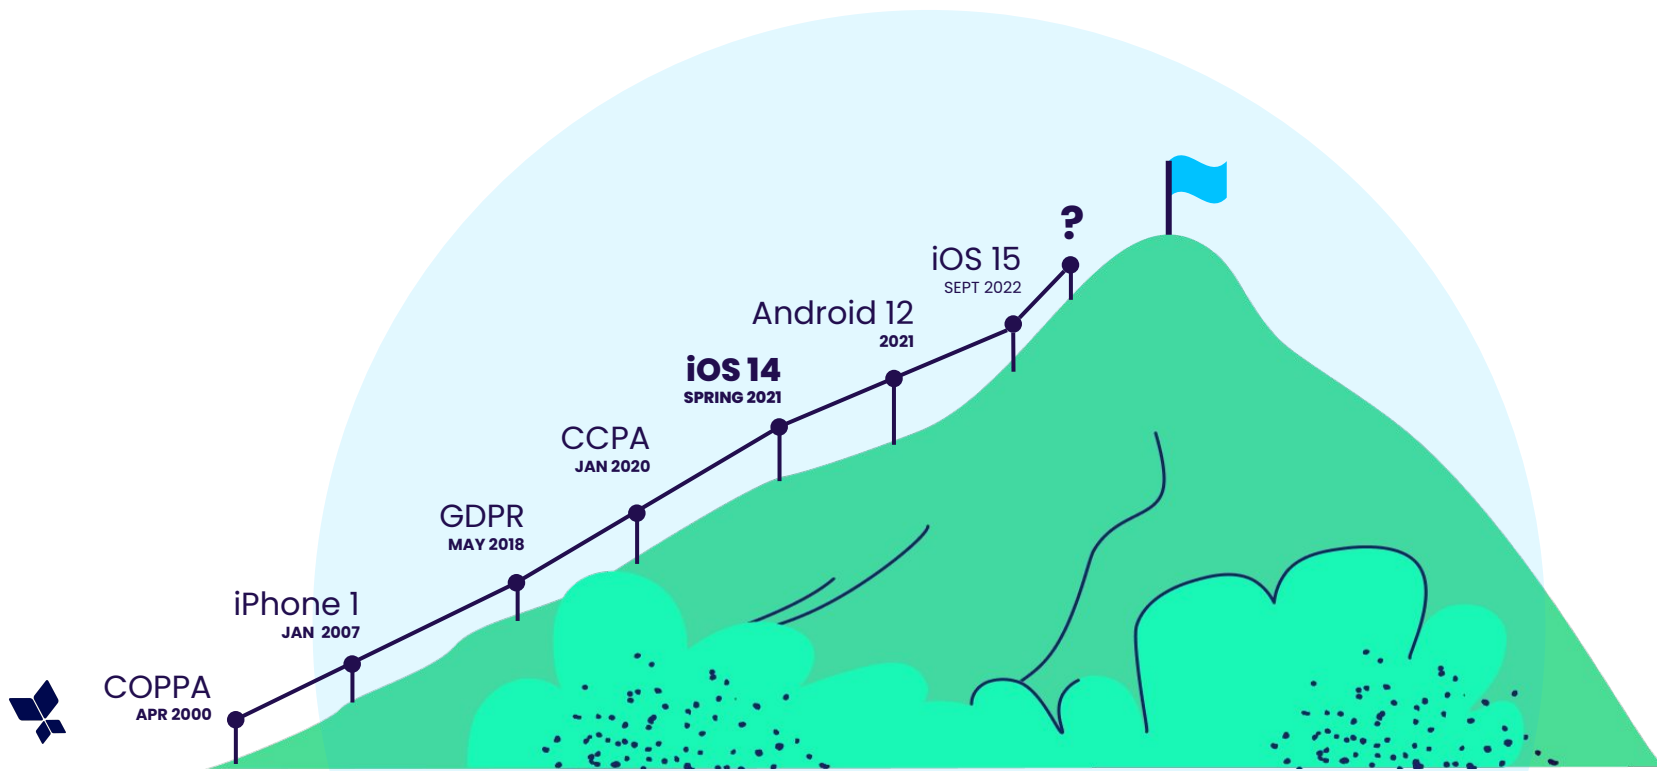 ?
iOS 15
SEPT 2022
Android 12
2021
iOS 14
SPRING 2021
CCPA
JAN 2020
GDPR
MAY 2018
iPhone 1
JAN 2007
COPPA
APR 2000